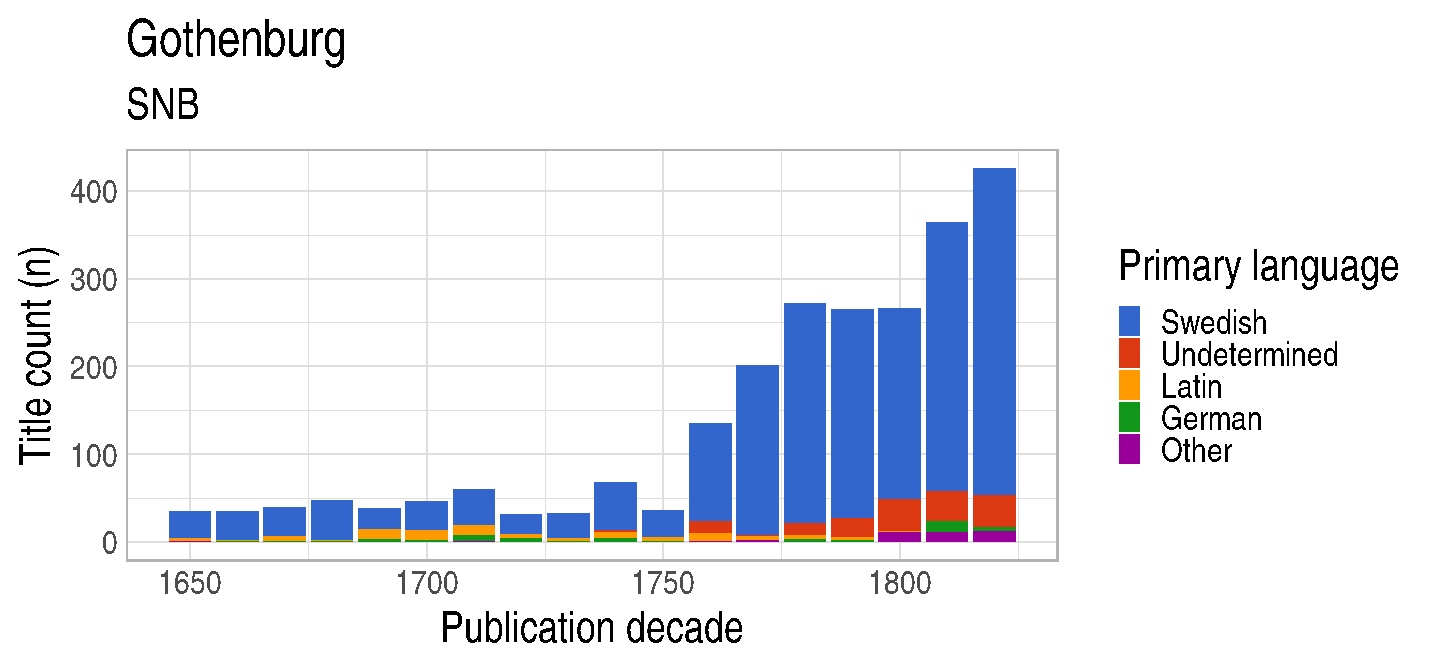 Gothenburg
SNB
400
300
200
100
0
Title count (n)
1650 1700 1750 1800
Publication decade
Primary language
Swedish
Undetermined
Latin
German
Other